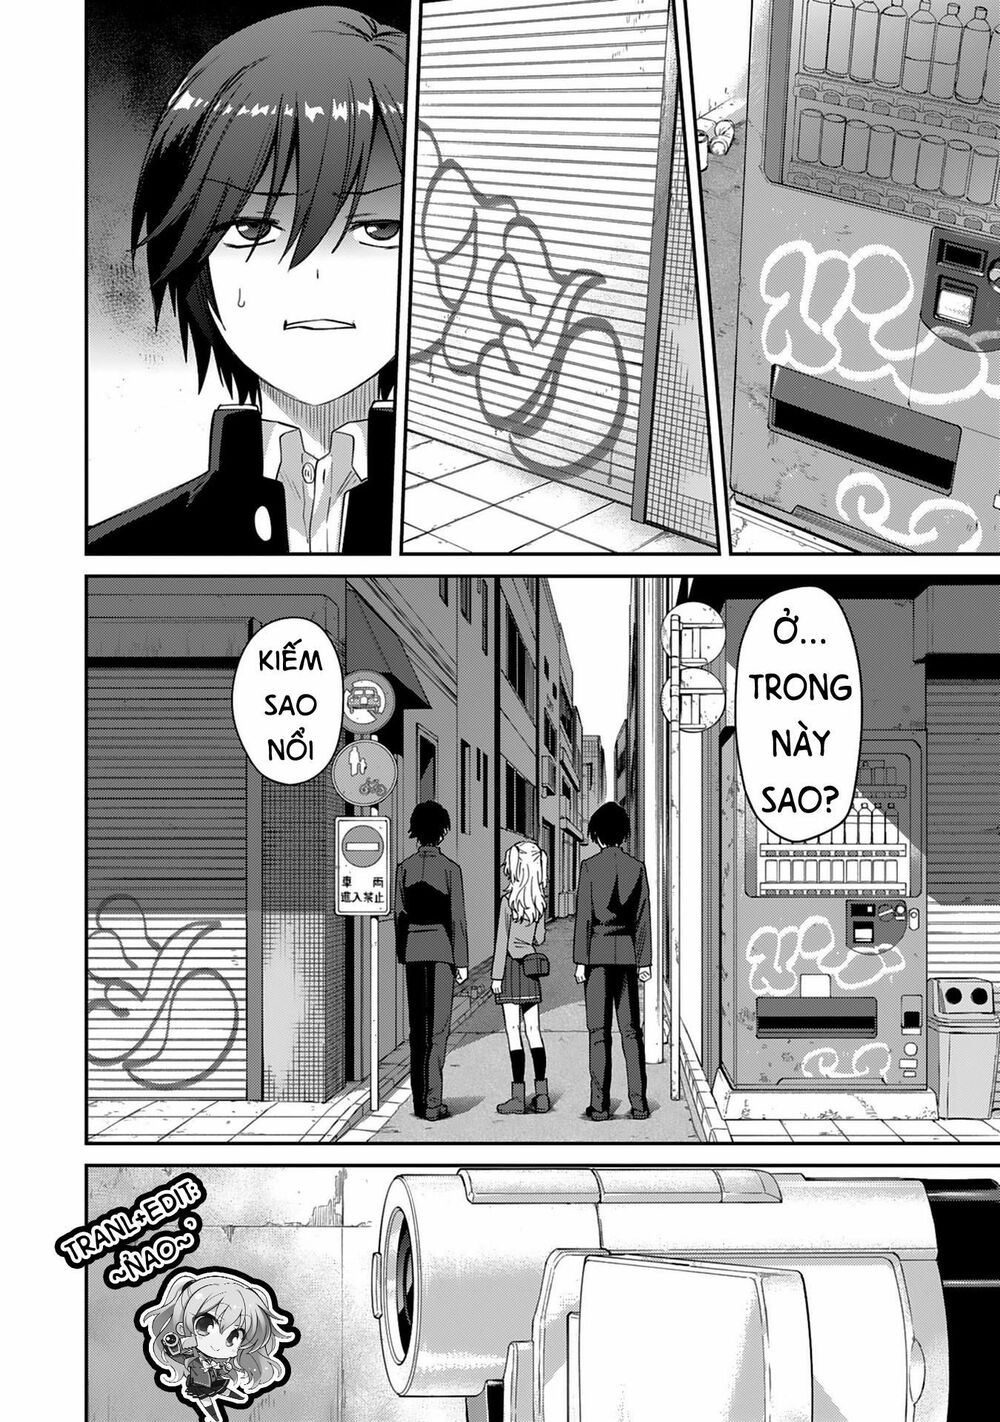 Ở...
TRONG
NÀY
SAO?
KIẾM
SAO
NỔI
車両
進入禁止
TRANL+EDIT:
~NAO~